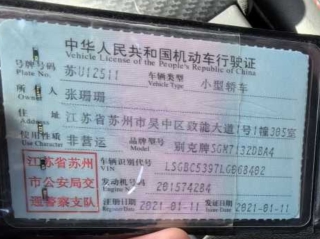 中华人民共和国机动车行驶证
Vehicle License of the People's Republic of China
号牌号码 苏U12S11 车辆类型 小型轿车
Plate No. Vehicle Type
所有人 张珊珊
Owner
住址 江苏省苏州市吴中区致能大道1号1幢305室
Address
使用性质 非营运 品牌型号 别克牌SGM7132DBA4
Use Character Model
江苏省苏州 车辆识别代号 LSGBC5397LG068402
VIN
市公安局交 发动机号码 201574284
Engine No.
巡警察支队 注册日期 2021-01-11 发证日期 2021-01-11
Register Date Issue Date